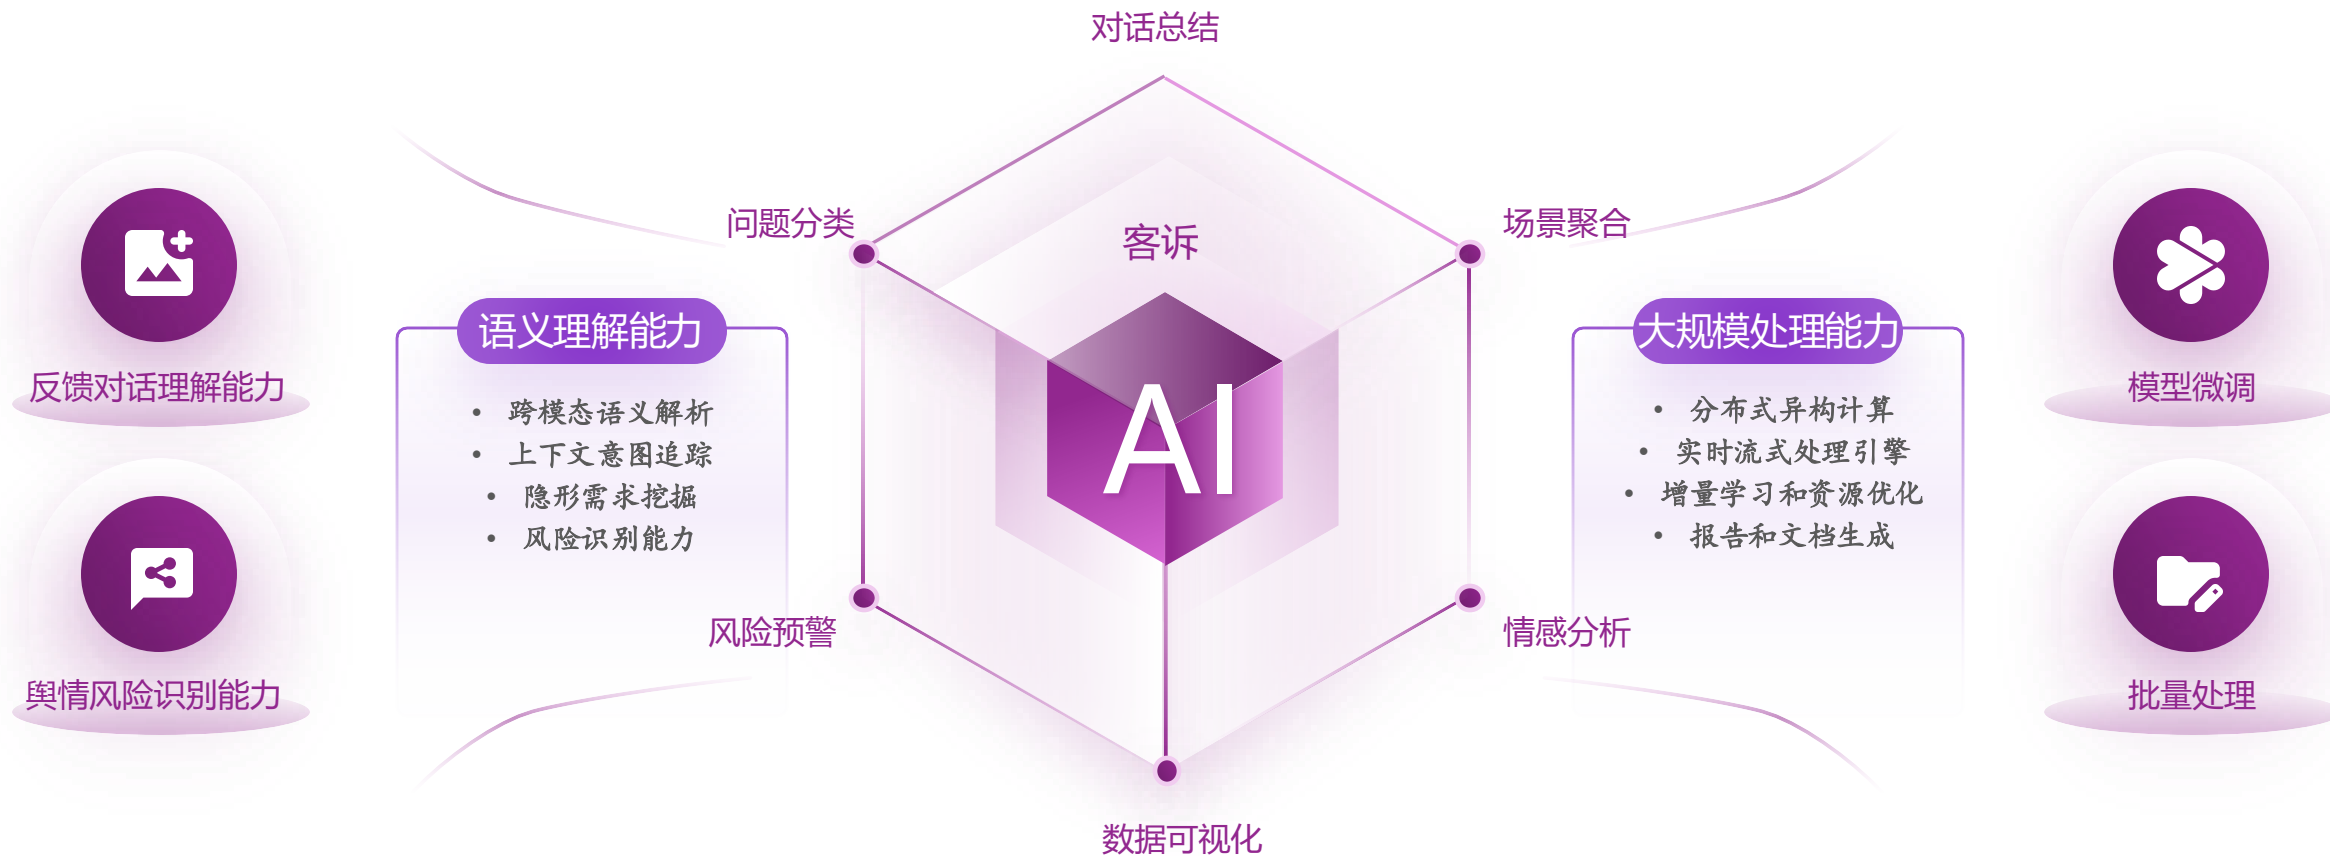 对话总结
问题分类
场景聚合
客诉
AI
风险预警
情感分析
数据可视化
反馈对话理解能力
舆情风险识别能力
语义理解能力
• 跨模态语义解析
• 上下文意图追踪
• 隐形需求挖掘
• 风险识别能力
大规模处理能力
• 分布式异构计算
• 实时流式处理引擎
• 增量学习和资源优化
• 报告和文档生成
模型微调
批量处理